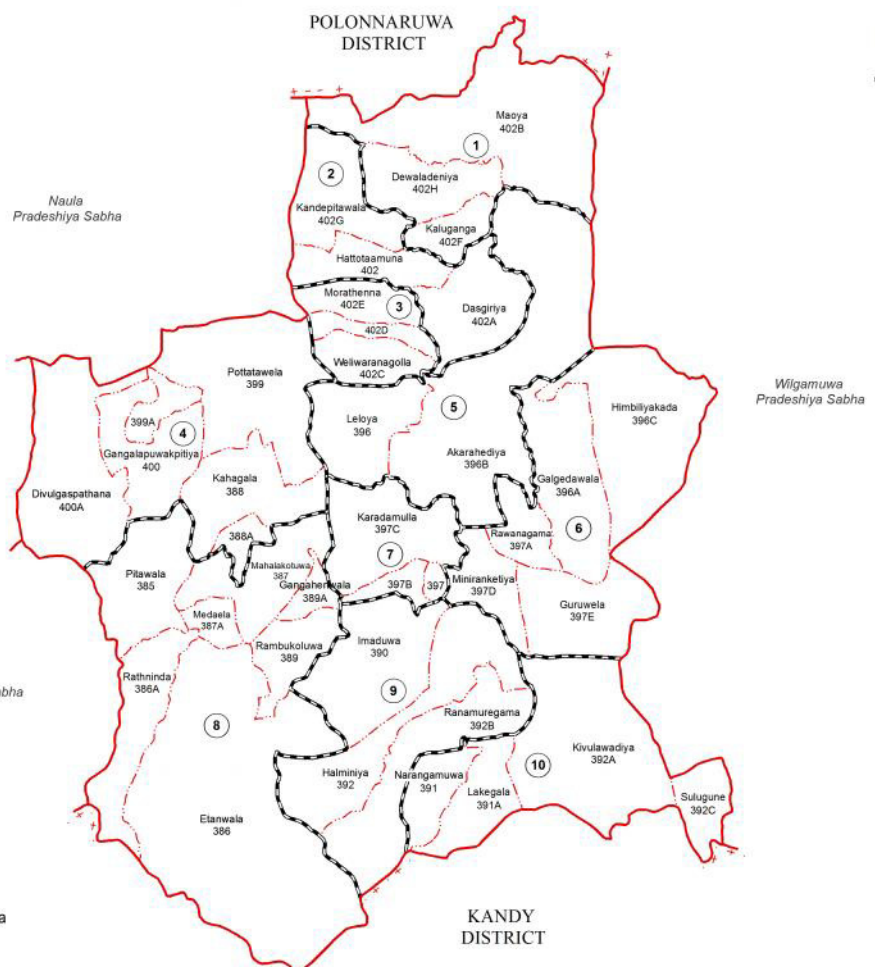 POLONNARUWA
DISTRICT
Maoya
402B
1
2
Dewaladeniya
402H
Naula
Pradeshiya Sabha
Kandepitawala
402G
Kaluganga
402F
Hattotaamuna
402
Morathenna
402E
3
Dasgiriya
402A
402D
Weliwaranagolla
402C
Pottatawela
399
Wilgamuwa
Pradeshiya Sabha
5
Himbiliyakada
396C
399A
4
Leloya
396
Gangalapuwakpitiya
400
Akarahediya
396B
Kahagala
388
Galgedawala
396A
Divulgaspathana
400A
Karadamulla
397C
6
388A
Rawanagama
397A
Mahalakotuwa
387
7
Pitawala
385
Gangahenwala
389A
397B
397
Miniranketiya
397D
Medaela
387A
Guruwela
397E
Rambukoluwa
389
Imaduwa
390
Rathninda
386A
9
8
Ranamuregama
392B
Kivulawadiya
392A
10
Halminiya
392
Narangamuwa
391
Lakegala
391A
Sulugune
392C
Etanwala
386
KANDY
DISTRICT